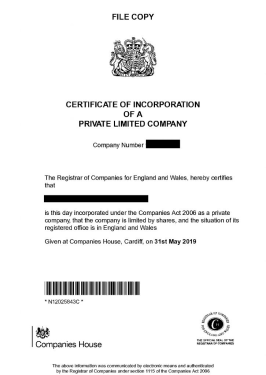 FILE COPY
CERTIFICATE OF INCORPORATION
OF A
PRIVATE LIMITED COMPANY
Company Number
The Registrar of Companies for England and Wales, hereby certifies
that
is this day incorporated under the Companies Act 2006 as a private
company, that the company is limited by shares, and the situation of its
registered office is in England and Wales
Given at Companies House, Cardiff, on 31st May 2019
* N12025843C *
Companies House
THE OFFICIAL SEAL OF THE
REGISTRAR OF COMPANIES
The above information was communicated by electronic means and authenticated
by the Registrar of Companies under section 1115 of the Companies Act 2006